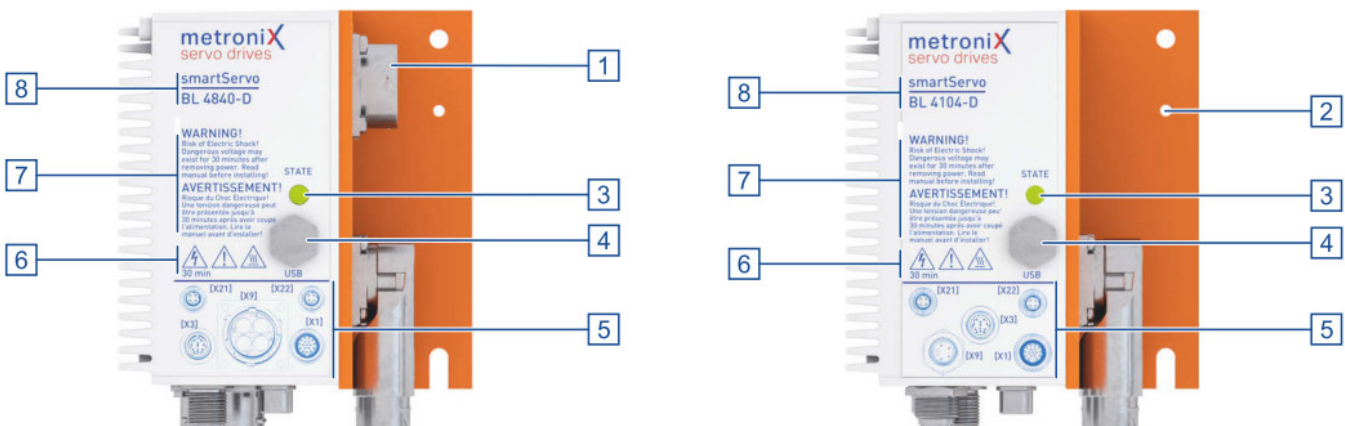 metroniX
servo drives
smartServo
BL 4840-D
WARNING!
Risk of Electric Shock!
Dangerous voltage may
exist for 30 minutes after
removing power. Read
manual before installing!
STATE
AVERTISSEMENT!
Risque du Choc Électrique!
Une tension dangereuse peut
être présentée jusqu'à
30 minutes après avoir coupé
l'alimentation. Lire le
manuel avant d'installer!
30 min
USB
[X21]
[X9]
[X22]
[X3]
[X1]
8
7
6
1
3
4
5
metroniX
servo drives
smartServo
BL 4104-D
WARNING!
Risk of Electric Shock!
Dangerous voltage may
exist for 30 minutes after
removing power. Read
manual before installing!
STATE
AVERTISSEMENT!
Risque du Choc Électrique!
Une tension dangereuse peu
être présentée jusqu'à
30 minutes après avoir coupé
l'alimentation. Lire le
manuel avant d'installer!
30 min
USB
[X21]
[X22]
[X3]
[X9]
[X1]
8
7
6
2
3
4
5